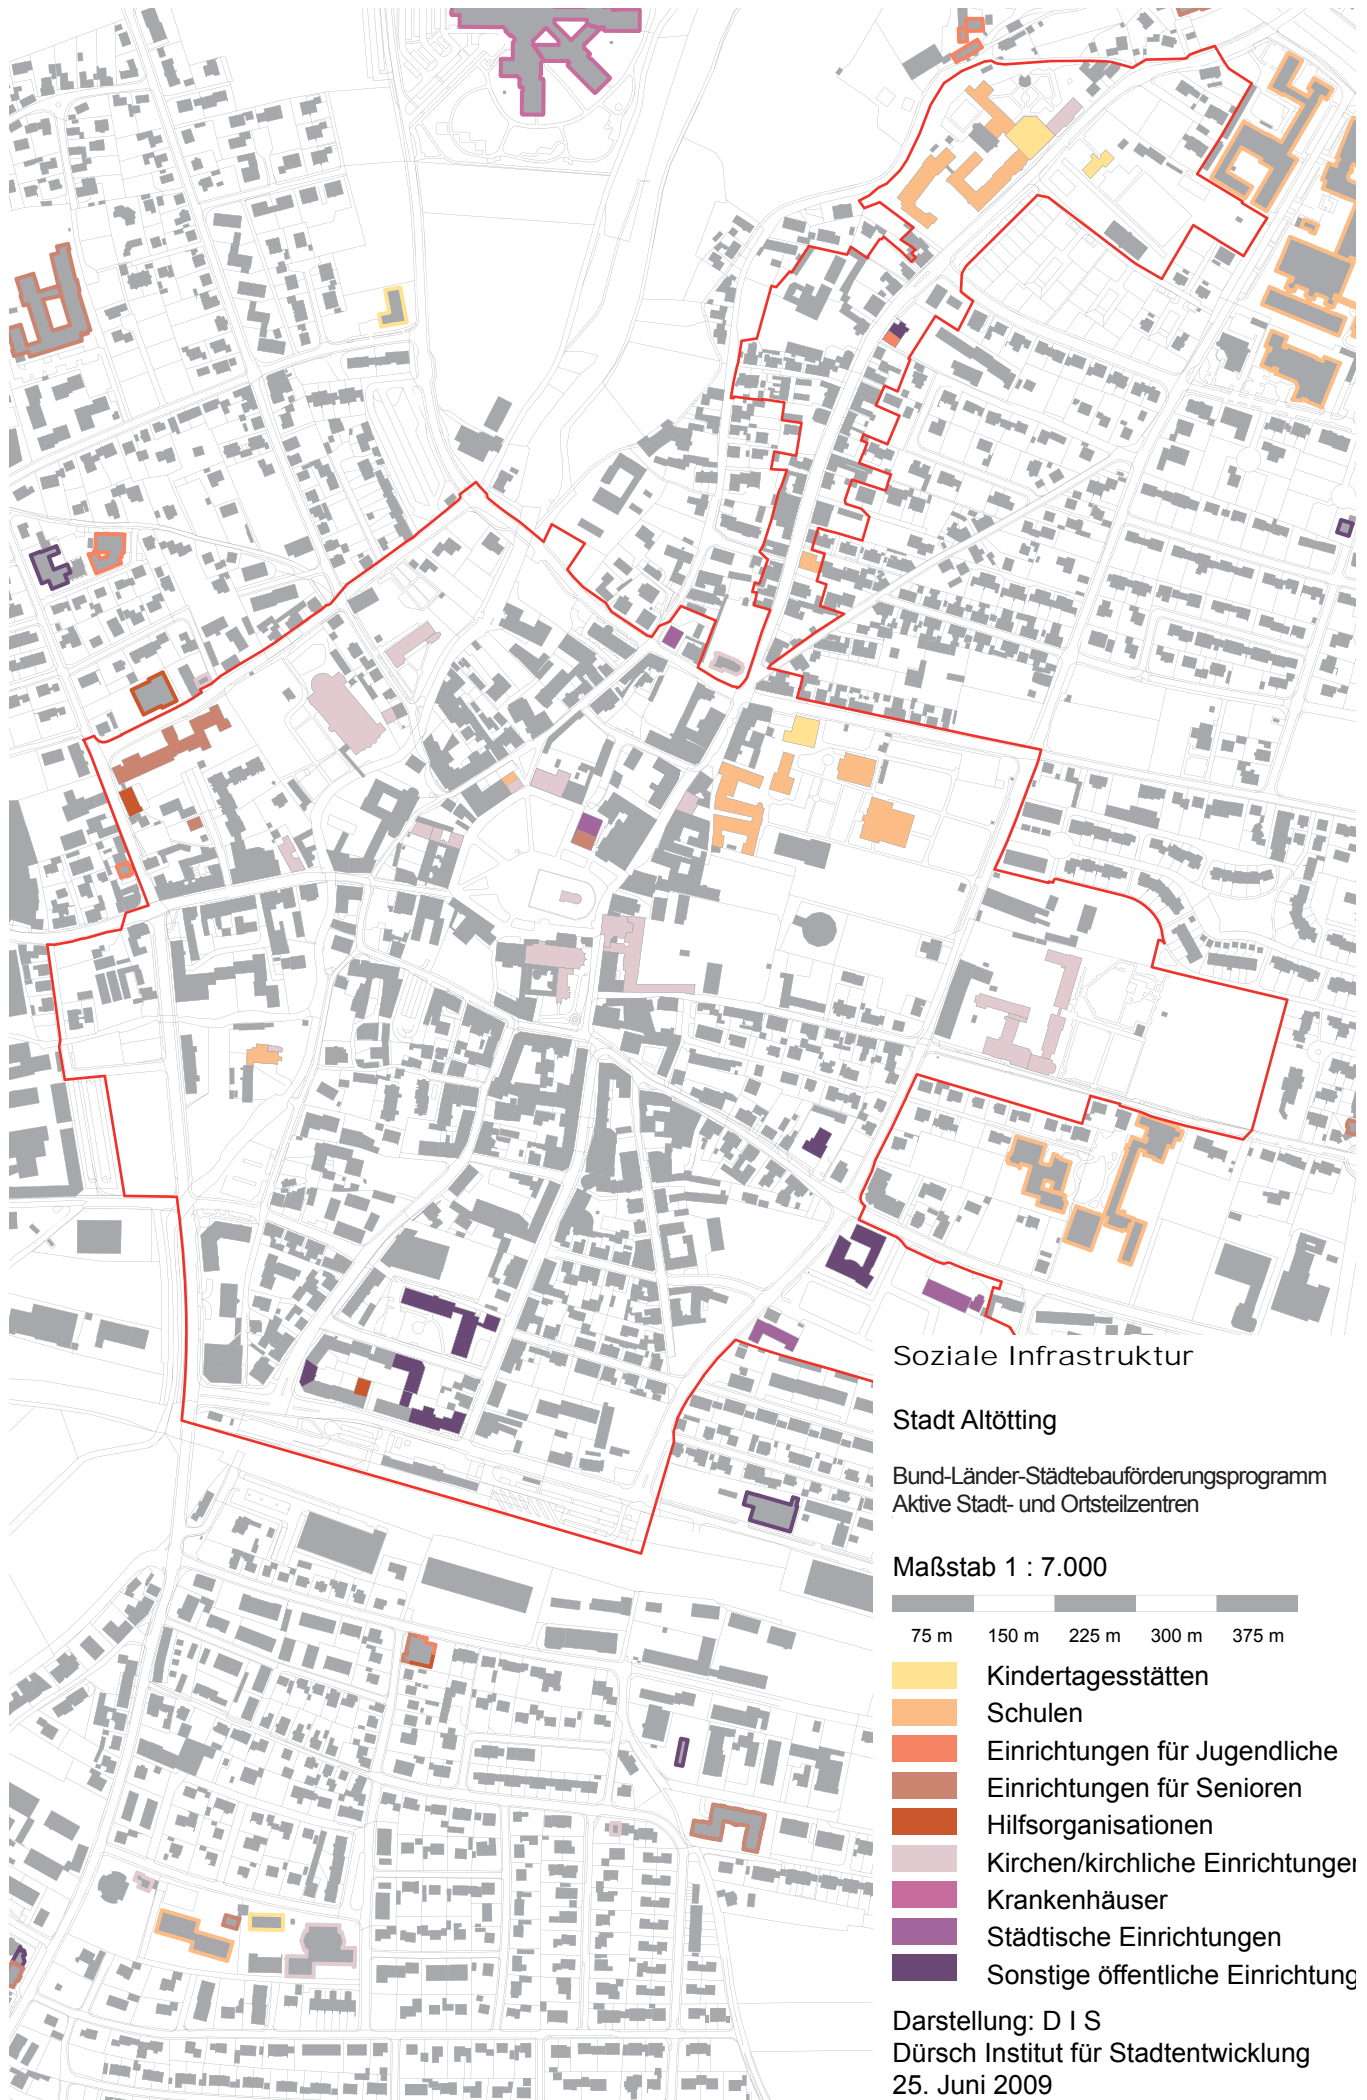 Soziale Infrastruktur
Stadt Altötting
Bund-Länder-Städtebauförderungsprogramm
Aktive Stadt- und Ortsteilzentren
Maßstab 1 : 7.000
75 m 150 m 225 m 300 m 375 m
Kindertagesstätten
Schulen
Einrichtungen für Jugendliche
Einrichtungen für Senioren
Hilfsorganisationen
Kirchen/kirchliche Einrichtungen
Krankenhäuser
Städtische Einrichtungen
Sonstige öffentliche Einrichtung
Darstellung: D I S
Dürsch Institut für Stadtentwicklung
25. Juni 2009